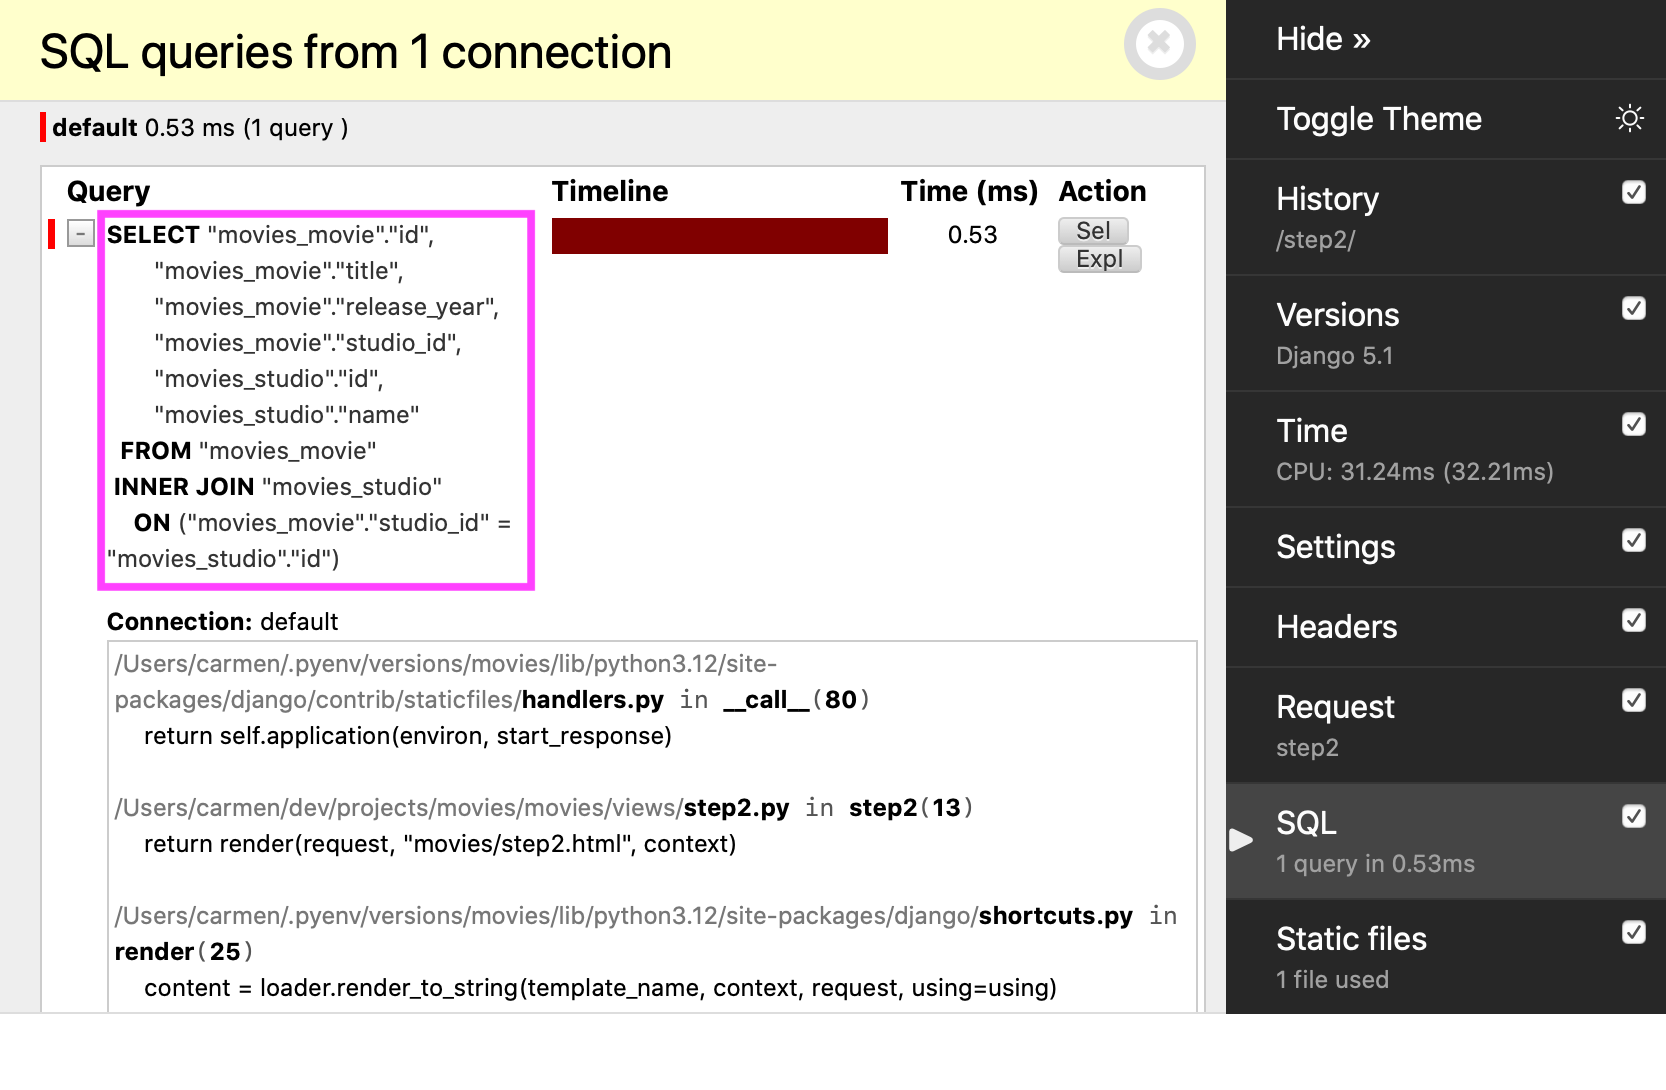 SQL queries from 1 connection
default 0.53 ms (1 query )
Query Timeline Time (ms) Action
SELECT "movies_movie"."id", 0.53 Sel
"movies_movie"."title", Expl
"movies_movie"."release_year",
"movies_movie"."studio_id",
"movies_studio"."id",
"movies_studio"."name"
FROM "movies_movie"
INNER JOIN "movies_studio"
ON ("movies_movie"."studio_id" =
"movies_studio"."id")
Connection: default
/Users/carmen/.pyenv/versions/movies/lib/python3.12/site-
packages/django/contrib/staticfiles/handlers.py in __call__(80)
return self.application(environ, start_response)
/Users/carmen/dev/projects/movies/movies/views/step2.py in step2(13)
return render(request, "movies/step2.html", context)
/Users/carmen/.pyenv/versions/movies/lib/python3.12/site-packages/django/shortcuts.py in
render(25)
content = loader.render_to_string(template_name, context, request, using=using)
Hide »
Toggle Theme
History
/step2/
Versions
Django 5.1
Time
CPU: 31.24ms (32.21ms)
Settings
Headers
Request
step2
SQL
1 query in 0.53ms
Static files
1 file used